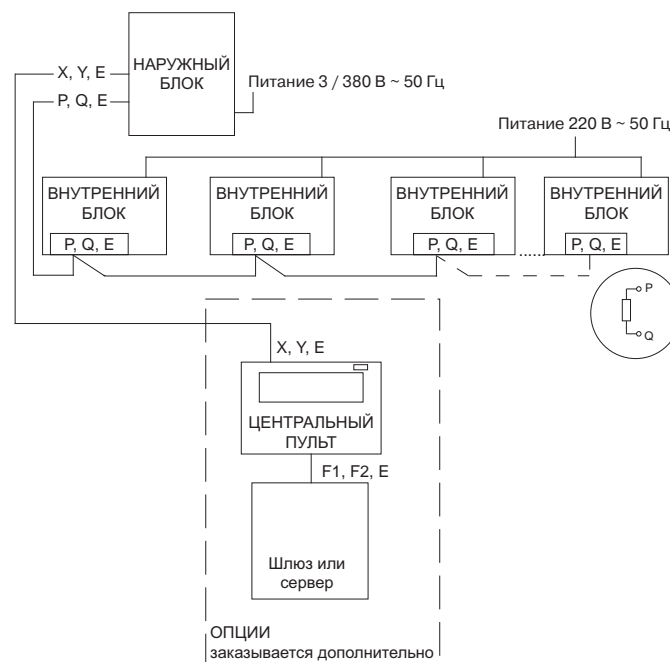 НАРУЖНЫЙ
БЛОК
X, Y, E
P, Q, E
Питание 3 / 380 В ~ 50 Гц
Питание 220 В ~ 50 Гц
ВНУТРЕННИЙ
БЛОК
P, Q, E
ВНУТРЕННИЙ
БЛОК
P, Q, E
ВНУТРЕННИЙ
БЛОК
P, Q, E
ВНУТРЕННИЙ
БЛОК
P, Q, E
P
Q
X, Y, E
ЦЕНТРАЛЬНЫЙ
ПУЛЬТ
F1, F2, E
Шлюз или
сервер
ОПЦИИ
заказывается дополнительно